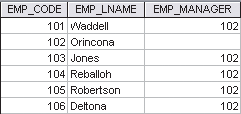 EMP_CODE EMP_LNAME EMP_MANAGER
101 Waddell 102
102 Orincona
103 Jones 102
104 Reballoh 102
105 Robertson 102
106 Deltona 102